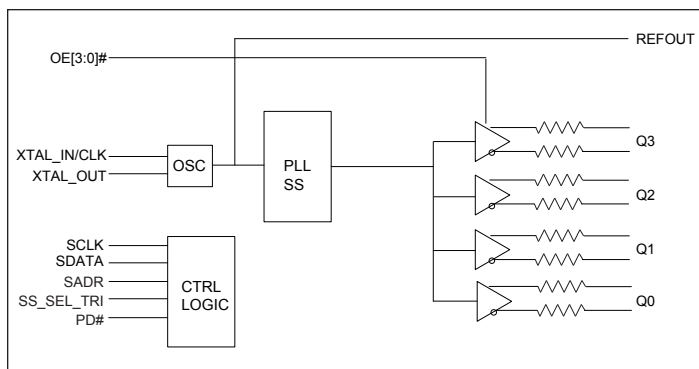 REFOUT
OE[3:0]#
XTAL_IN/CLK
XTAL_OUT
OSC
PLL
SS
Q3
Q2
Q1
Q0
SCLK
SDATA
SADR
SS_SEL_TRI
PD#
CTRL
LOGIC